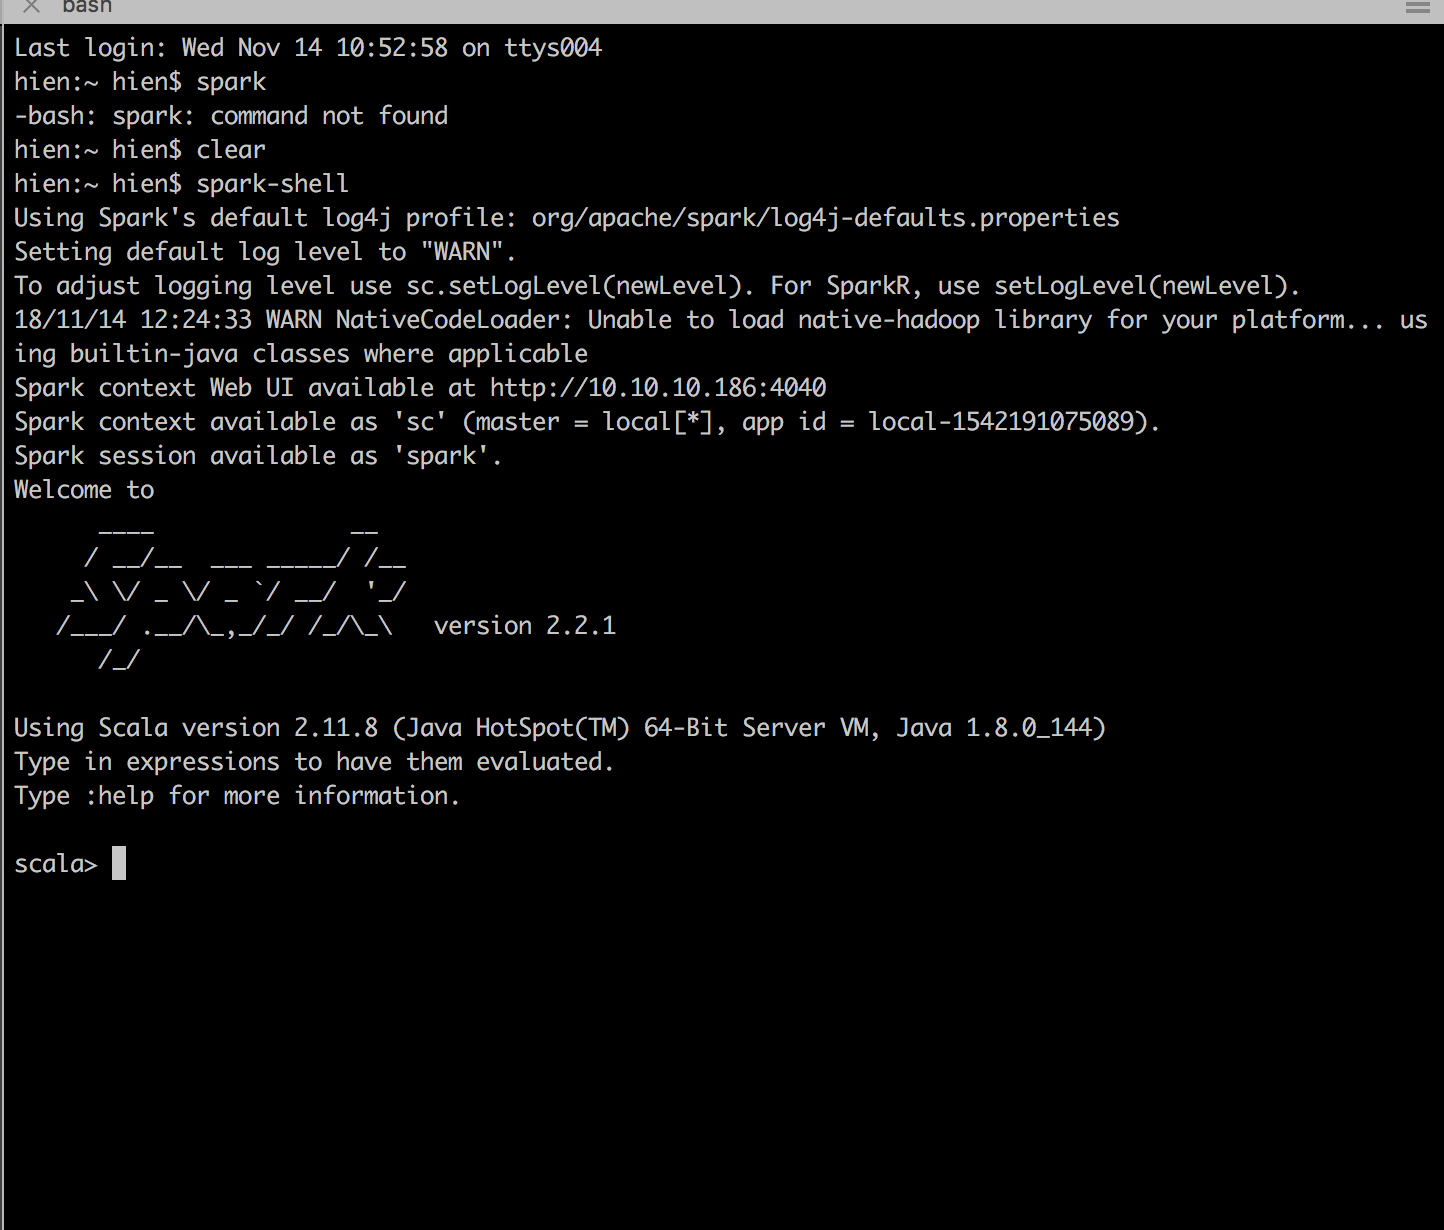 bash
Last login: Wed Nov 14 10:52:58 on ttys004
hien:~ hien$ spark
-bash: spark: command not found
hien:~ hien$ clear
hien:~ hien$ spark-shell
Using Spark's default log4j profile: org/apache/spark/log4j-defaults.properties
Setting default log level to "WARN".
To adjust logging level use sc.setLogLevel(newLevel). For SparkR, use setLogLevel(newLevel).
18/11/14 12:24:33 WARN NativeCodeLoader: Unable to load native-hadoop library for your platform... us
ing builtin-java classes where applicable
Spark context Web UI available at http://10.10.10.186:4040
Spark context available as 'sc' (master = local[*], app id = local-1542191075089).
Spark session available as 'spark'.
Welcome to
      ____              __
     / __/__  ___ _____/ /__
    _\ \/ _ \/ _ `/ __/  '_/
   /___/ .__/\_,_/_/ /_/\_\   version 2.2.1
      /_/
Using Scala version 2.11.8 (Java HotSpot(TM) 64-Bit Server VM, Java 1.8.0_144)
Type in expressions to have them evaluated.
Type :help for more information.
scala>